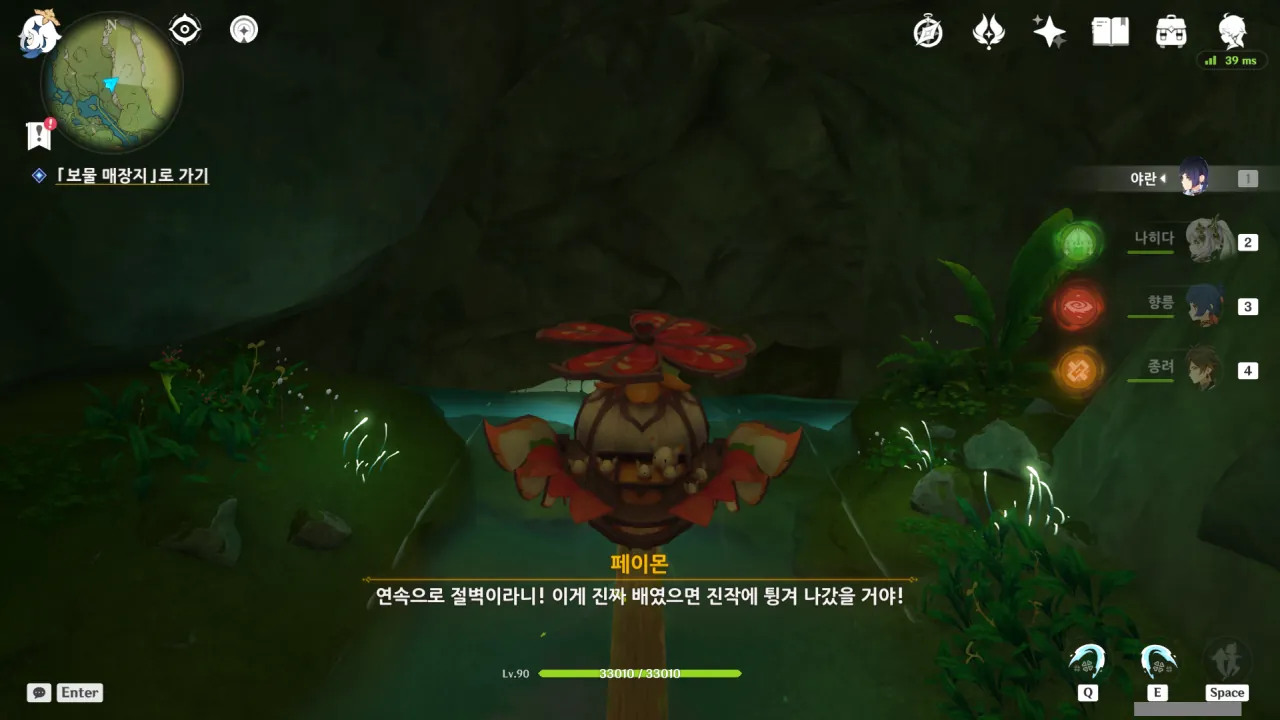 N
39 ms
「보물 매장지」로 가기
야란
1
나히다
2
향릉
3
종려
4
페이몬
연속으로 절벽이라니! 이게 진짜 배였으면 진작에 튕겨 나갔을 거야!
Lv.90
33010 / 33010
Enter
Q
E
Space